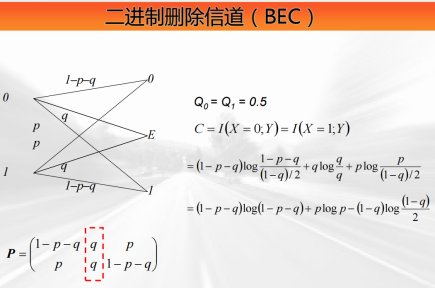 二进制删除信道（BEC）
1-p-q 0
0 q
p E
p
1 q
1-p-q 1
Q₀ = Q₁ = 0.5
C = I(X = 0;Y) = I(X = 1;Y)
= (1-p-q)log (1-p-q)/((1-q)/2) + q log q/q + p log p/((1-q)/2)
= (1-p-q)log(1-p-q) + p log p - (1-q)log (1-q)/2
P = ( 1-p-q q p
p q 1-p-q )